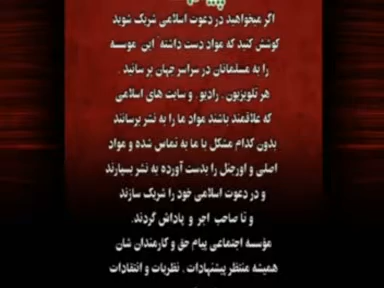 اگر میخواهید در دعوت اسلامی شریک شوید
کوشش کنید که مواد دست داشته این موسسه
را به مسلمانان در سراسر جهان برسانند .
هر تلویزیون ، رادیو ، و سایت های اسلامی
که علاقمند باشند مواد ما را به نشر برسانند
بدون کدام مشکل با ما به تماس شده و مواد
اصلی و اورجنل را بدست آورده به نشر بسپارند
و در دعوت اسلامی خود را شریک سازند
و تا صاحب اجر و پاداش گردند.
مؤسسه اجتماعی پیام حق و کارمندان شان
همیشه منتظر پیشنهادات ، نظریات و انتقادات